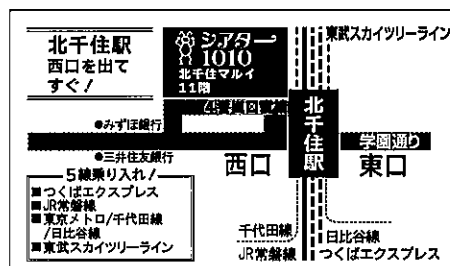 北千住駅
西口を出て
すぐ!
シアター
1010
北千住マルイ
11階
東武スカイツリーライン
●みずほ銀行
北千住駅
学園通り
●三井住友銀行
西口
東口
5線乗り入れ!
■つくばエクスプレス
■JR常磐線
■東京メトロ/千代田線
/日比谷線
■東武スカイツリーライン
千代田線
日比谷線
JR常磐線
つくばエクスプレス